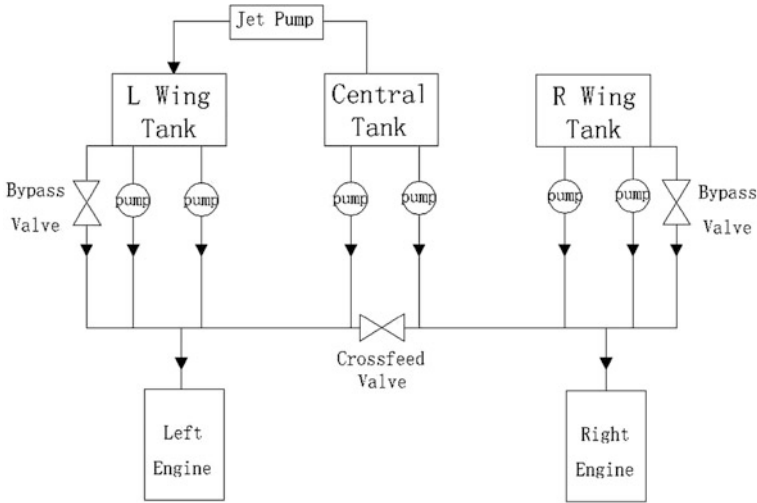 Jet Pump
L Wing
Tank
Central
Tank
R Wing
Tank
Bypass
Valve
pump
pump
pump
pump
pump
pump
Bypass
Valve
Crossfeed
Valve
Left
Engine
Right
Engine